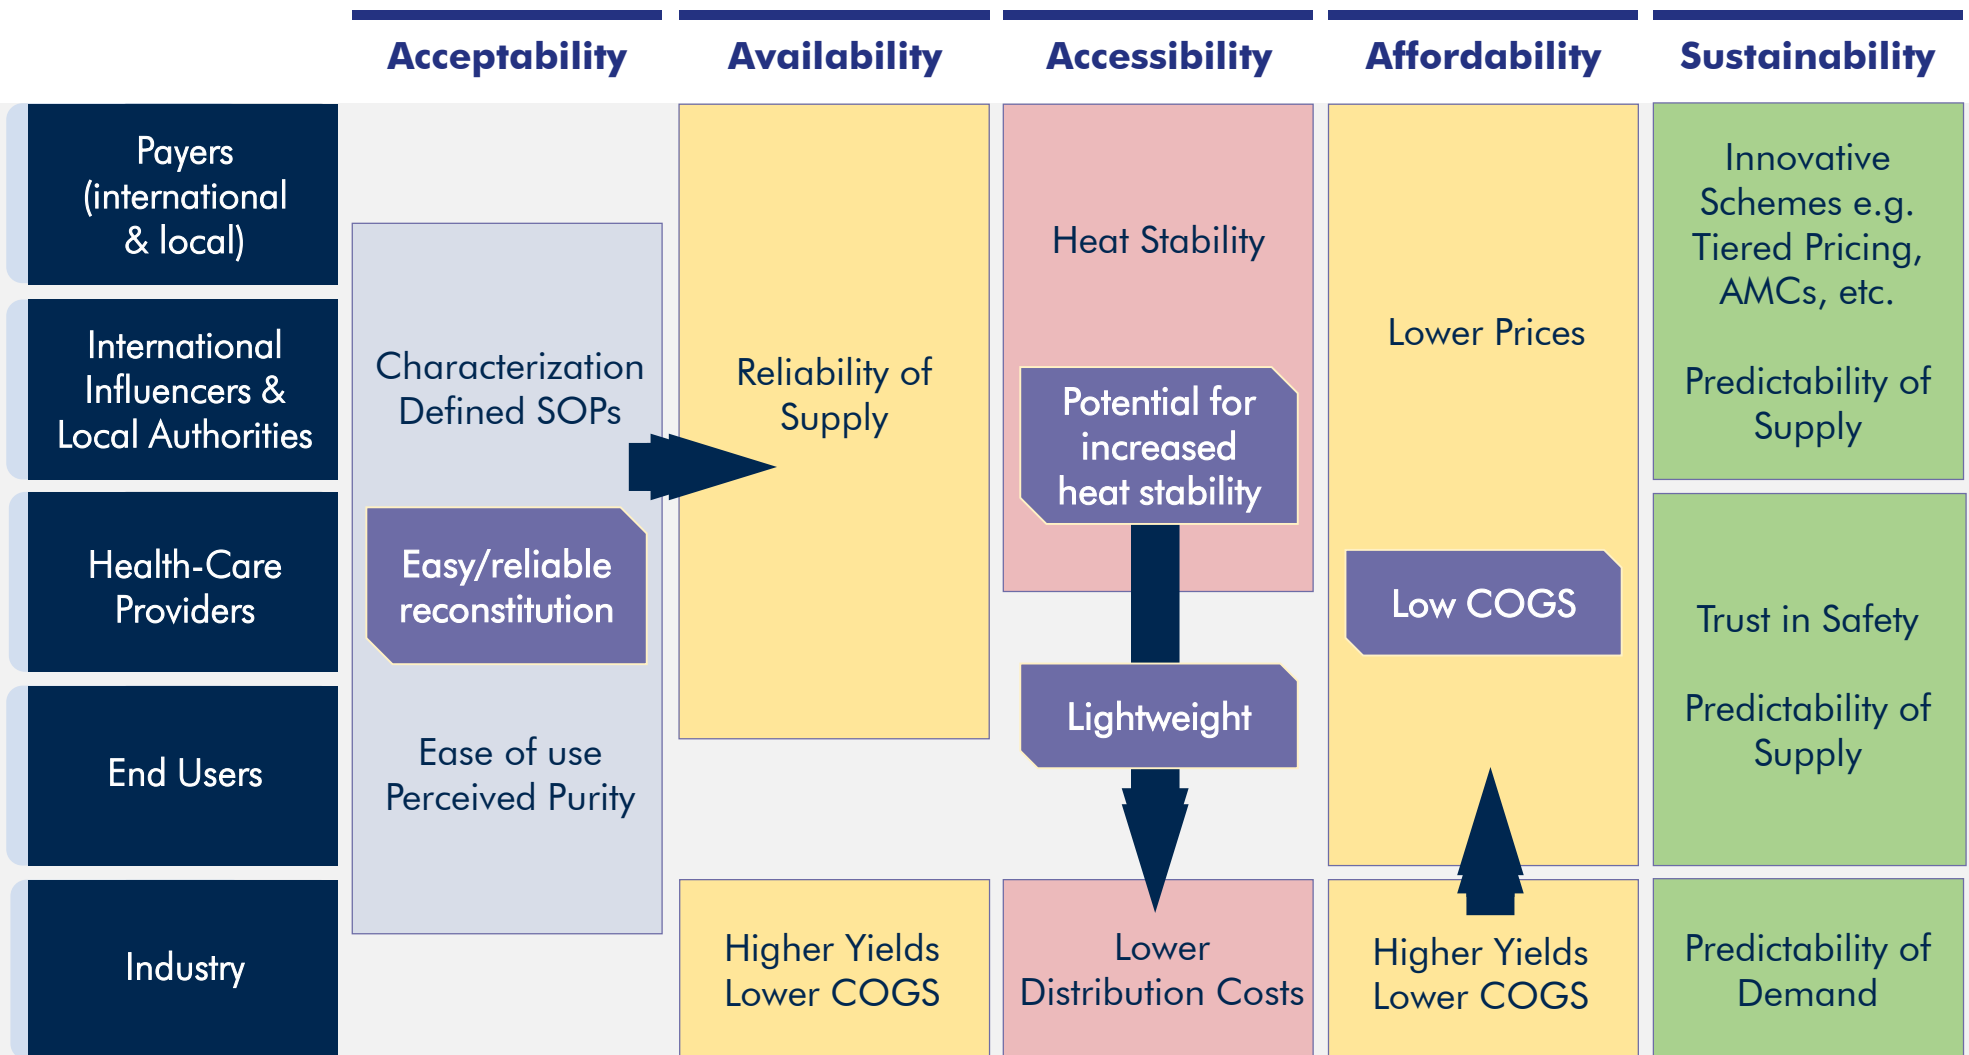 Acceptability
Availability
Accessibility
Affordability
Sustainability
Payers
(international
& local)
International
Influencers &
Local Authorities
Health-Care
Providers
End Users
Industry
Characterization
Defined SOPs
Easy/reliable
reconstitution
Ease of use
Perceived Purity
Reliability of
Supply
Higher Yields
Lower COGS
Heat Stability
Potential for
increased
heat stability
Lightweight
Lower
Distribution Costs
Lower Prices
Low COGS
Higher Yields
Lower COGS
Innovative
Schemes e.g.
Tiered Pricing,
AMCs, etc.
Predictability of
Supply
Trust in Safety
Predictability of
Supply
Predictability of
Demand